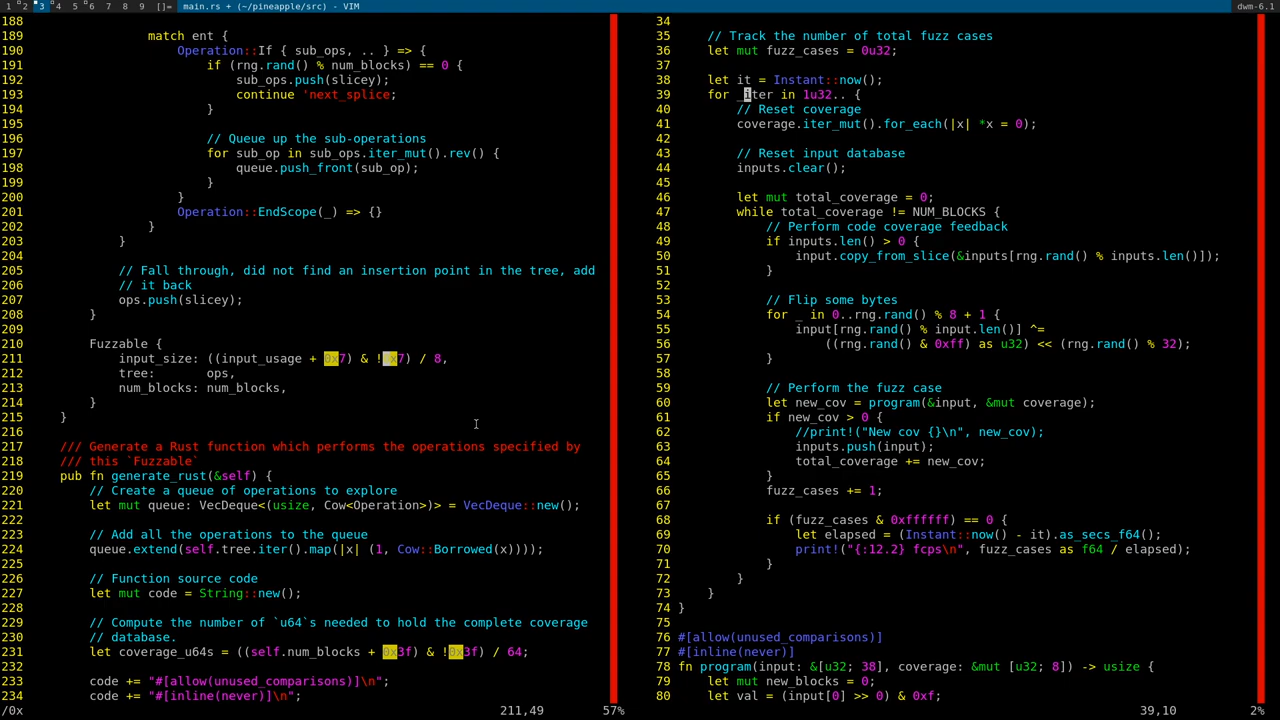 1 2 3 4 5 6 7 8 9 []= main.rs + (~/pineapple/src) - VIM dwm-6.1
188
189 match ent {
190 Operation::If { sub_ops, .. } => {
191 if (rng.rand() % num_blocks) == 0 {
192 sub_ops.push(slicey);
193 continue 'next_splice;
194 }
195
196 // Queue up the sub-operations
197 for sub_op in sub_ops.iter_mut().rev() {
198 queue.push_front(sub_op);
199 }
200 }
201 Operation::EndScope(_) => {}
202 }
203 }
204
205 // Fall through, did not find an insertion point in the tree, add
206 // it back
207 ops.push(slicey);
208 }
209
210 Fuzzable {
211 input_size: ((input_usage + 0x7) & !0x7) / 8,
212 tree: ops,
213 num_blocks: num_blocks,
214 }
215 }
216
217 /// Generate a Rust function which performs the operations specified by
218 /// this `Fuzzable`
219 pub fn generate_rust(&self) {
220 // Create a queue of operations to explore
221 let mut queue: VecDeque<(usize, Cow<Operation>)> = VecDeque::new();
222
223 // Add all the operations to the queue
224 queue.extend(self.tree.iter().map(|x| (1, Cow::Borrowed(x))));
225
226 // Function source code
227 let mut code = String::new();
228
229 // Compute the number of `u64`s needed to hold the complete coverage
230 // database.
231 let coverage_u64s = ((self.num_blocks + 0x3f) & !0x3f) / 64;
232
233 code += "#[allow(unused_comparisons)]\n";
234 code += "#[inline(never)]\n";
/0x 211,49 57%
34
35 // Track the number of total fuzz cases
36 let mut fuzz_cases = 0u32;
37
38 let it = Instant::now();
39 for _iter in 1u32.. {
40 // Reset coverage
41 coverage.iter_mut().for_each(|x| *x = 0);
42
43 // Reset input database
44 inputs.clear();
45
46 let mut total_coverage = 0;
47 while total_coverage != NUM_BLOCKS {
48 // Perform code coverage feedback
49 if inputs.len() > 0 {
50 input.copy_from_slice(&inputs[rng.rand() % inputs.len()]);
51 }
52
53 // Flip some bytes
54 for _ in 0..rng.rand() % 8 + 1 {
55 input[rng.rand() % input.len()] ^=
56 ((rng.rand() & 0xff) as u32) << (rng.rand() % 32);
57 }
58
59 // Perform the fuzz case
60 let new_cov = program(&input, &mut coverage);
61 if new_cov > 0 {
62 //print!("New cov {}\n", new_cov);
63 inputs.push(input);
64 total_coverage += new_cov;
65 }
66 fuzz_cases += 1;
67
68 if (fuzz_cases & 0xffffff) == 0 {
69 let elapsed = (Instant::now() - it).as_secs_f64();
70 print!("{:12.2} fcps\n", fuzz_cases as f64 / elapsed);
71 }
72 }
73 }
74 }
75
76 #[allow(unused_comparisons)]
77 #[inline(never)]
78 fn program(input: &[u32; 38], coverage: &mut [u32; 8]) -> usize {
79 let mut new_blocks = 0;
80 let val = (input[0] >> 0) & 0xf;
39,10 2%